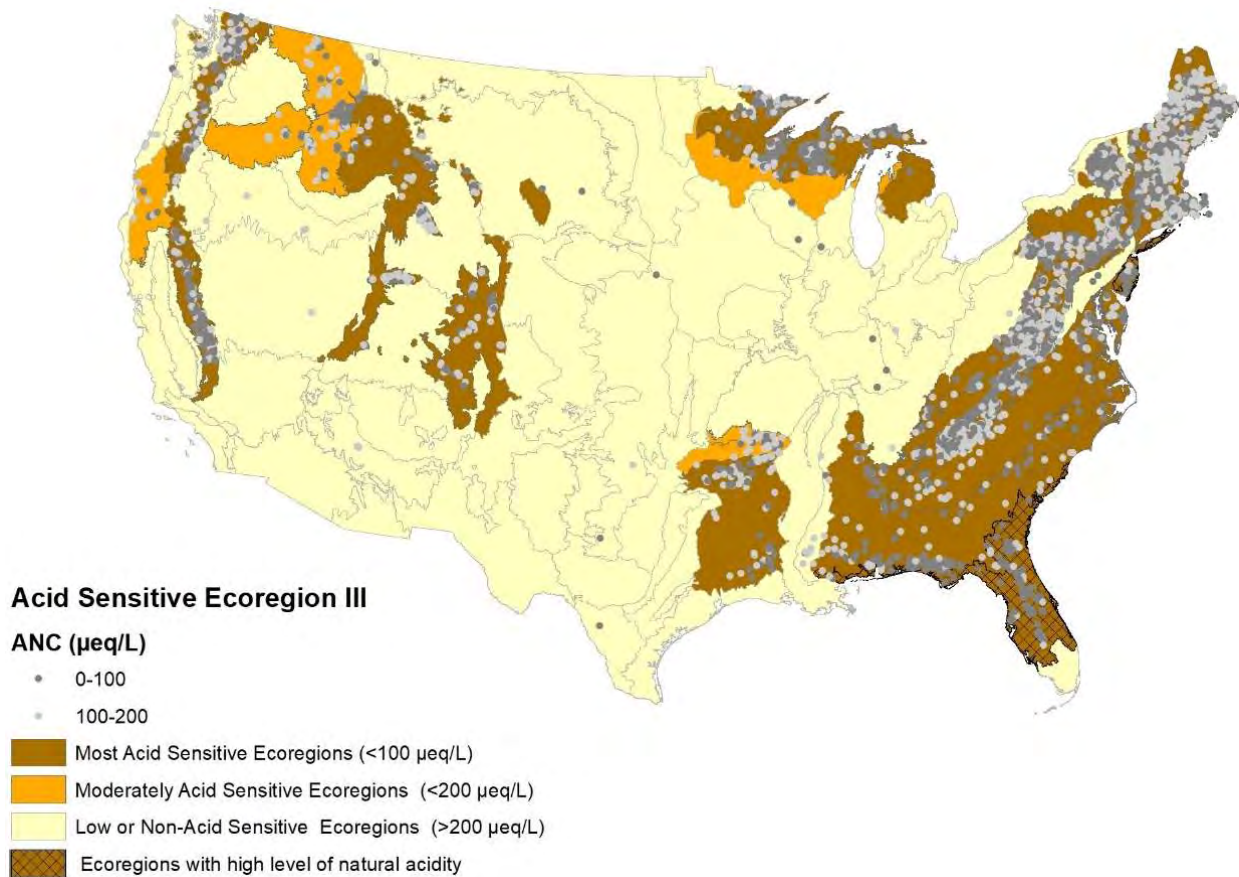 Acid Sensitive Ecoregion III
ANC (µeq/L)
0-100
100-200
Most Acid Sensitive Ecoregions (<100 µeq/L)
Moderately Acid Sensitive Ecoregions (<200 µeq/L)
Low or Non-Acid Sensitive Ecoregions (>200 µeq/L)
Ecoregions with high level of natural acidity